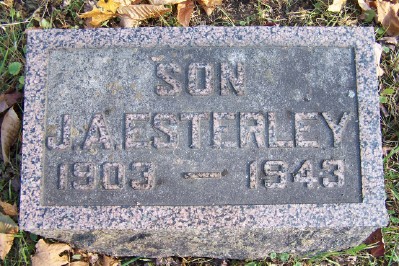 SON
J.A. ESTERLEY
1903 — 1943